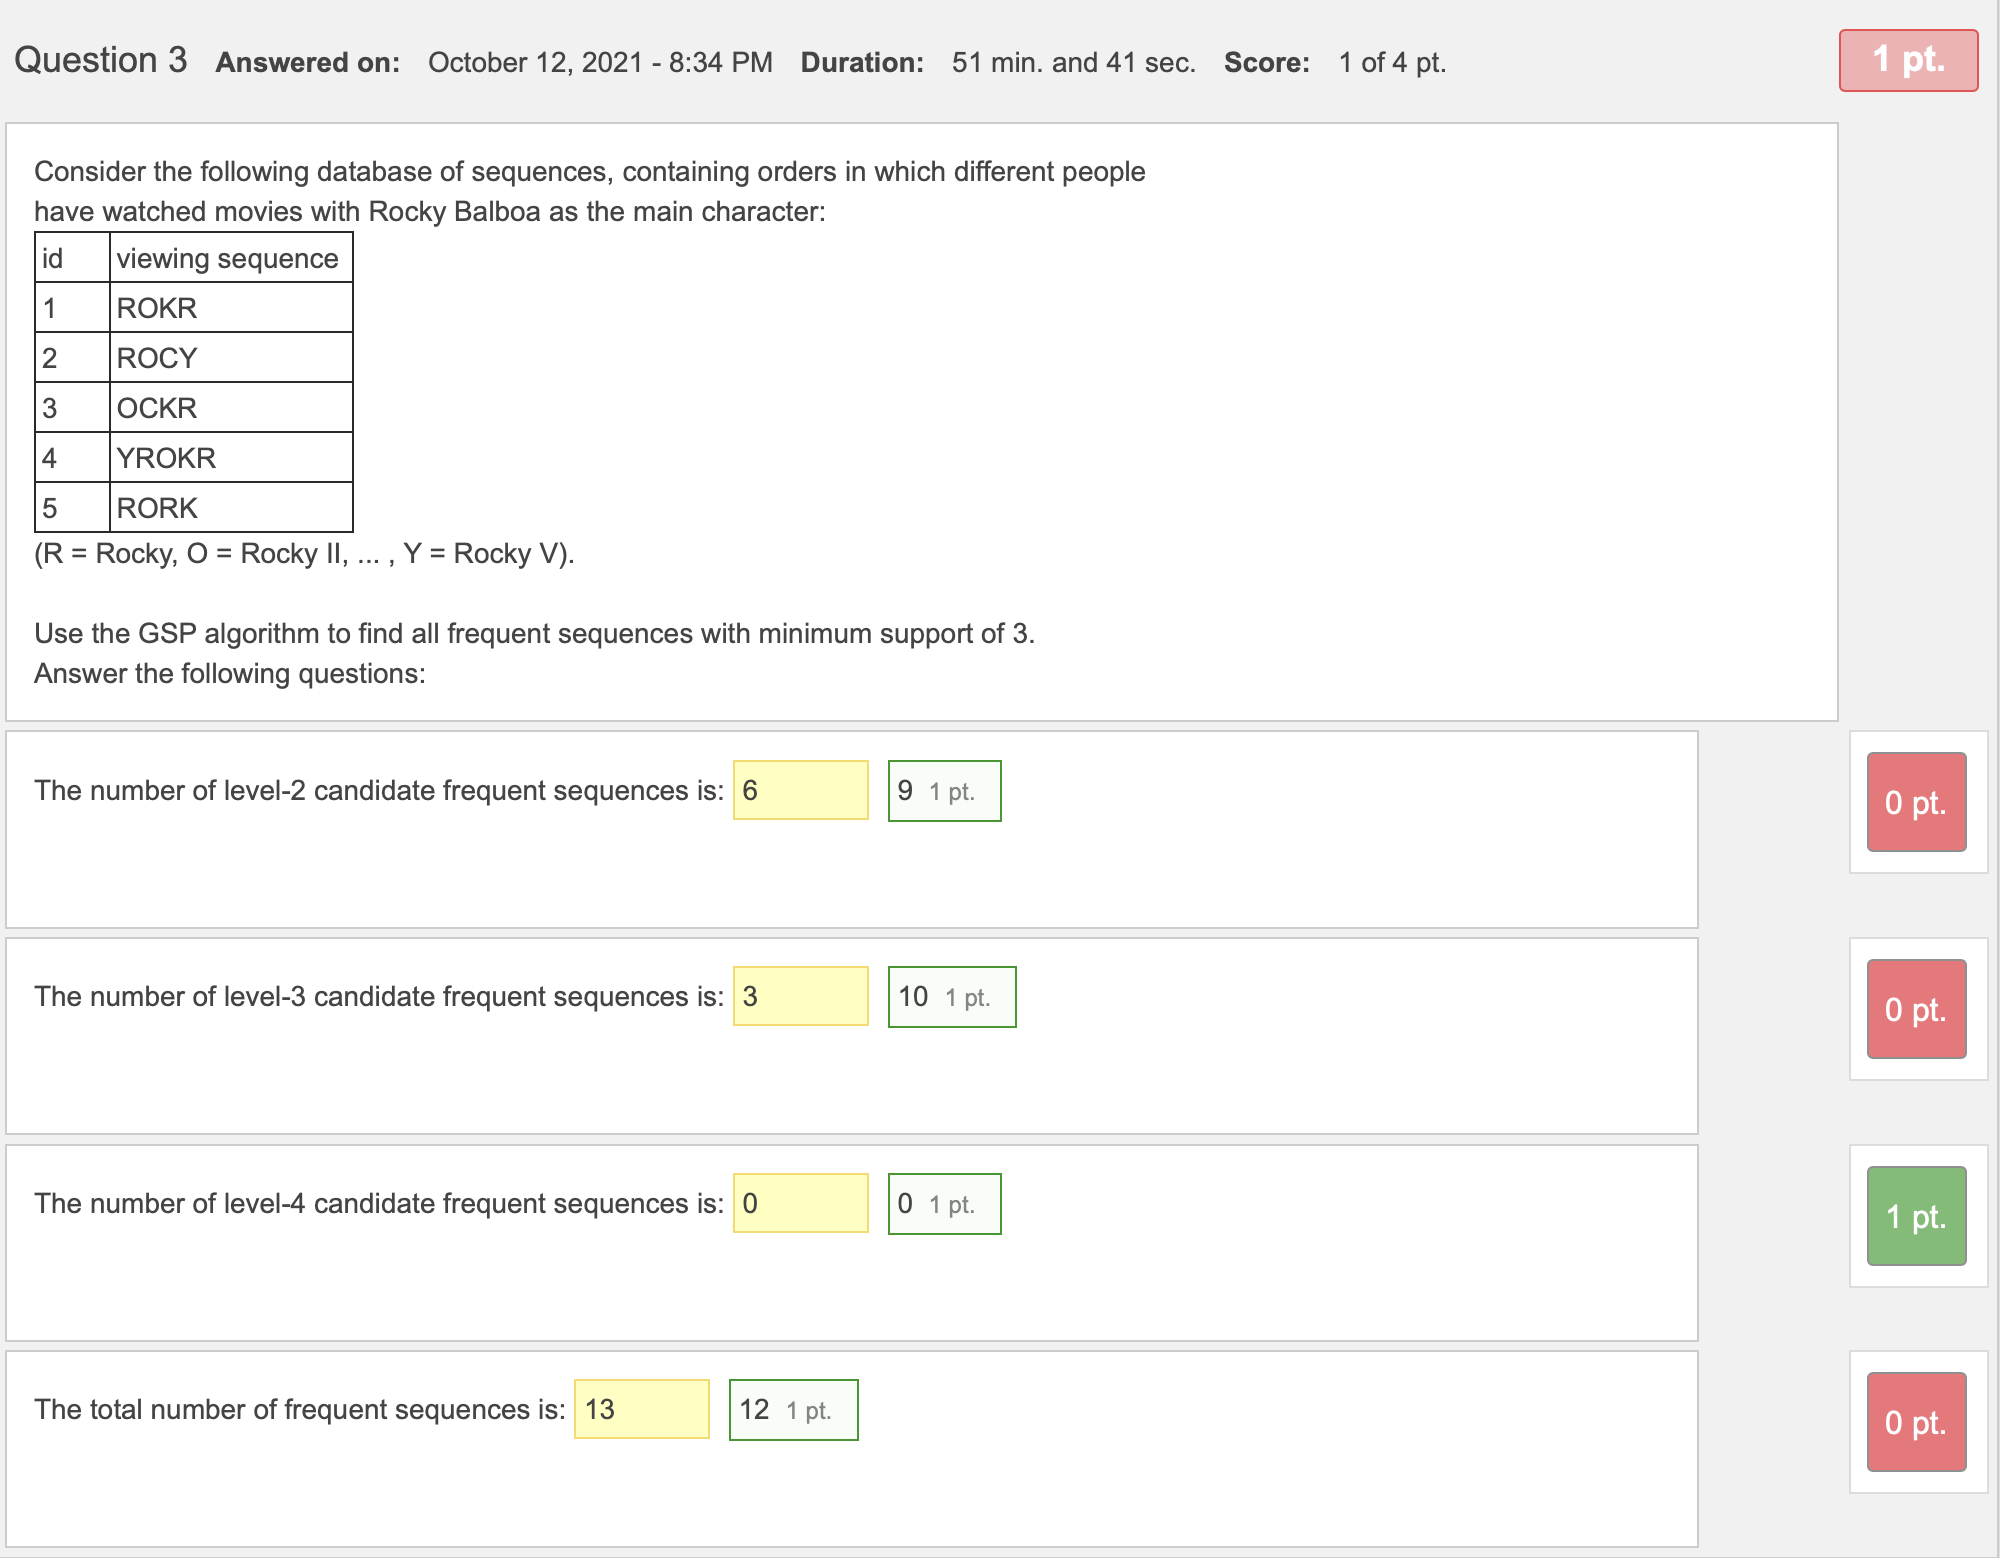 Question 3 Answered on: October 12, 2021 - 8:34 PM Duration: 51 min. and 41 sec. Score: 1 of 4 pt. 1 pt.
Consider the following database of sequences, containing orders in which different people
have watched movies with Rocky Balboa as the main character:
id viewing sequence
1 ROKR
2 ROCY
3 OCKR
4 YROKR
5 RORK
(R = Rocky, O = Rocky II, ... , Y = Rocky V).
Use the GSP algorithm to find all frequent sequences with minimum support of 3.
Answer the following questions:
The number of level-2 candidate frequent sequences is: 6 9 1 pt. 0 pt.
The number of level-3 candidate frequent sequences is: 3 10 1 pt. 0 pt.
The number of level-4 candidate frequent sequences is: 0 0 1 pt. 1 pt.
The total number of frequent sequences is: 13 12 1 pt. 0 pt.